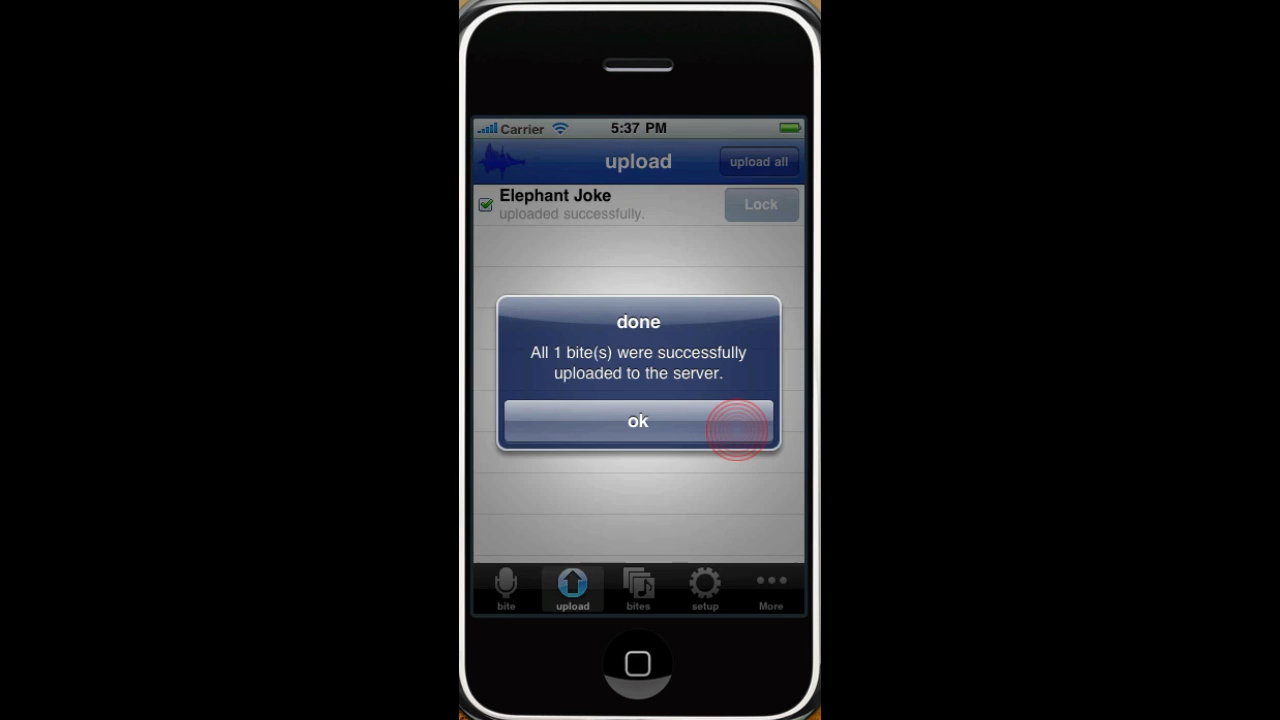 Carrier 5:37 PM
upload upload all
Elephant Joke
uploaded successfully.
Lock
done
All 1 bite(s) were successfully
uploaded to the server.
ok
bite upload bites setup More